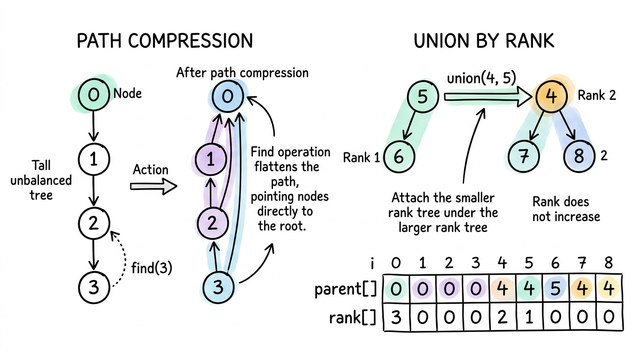 PATH COMPRESSION
UNION BY RANK
After path compression
0 Node
0
1
1
2
2
3
3
Tall
unbalanced
tree
Action
find(3)
Find operation
flattens the
path,
pointing nodes
directly to
the root.
union(4, 5)
5
4
Rank 2
Rank 1
6
7
8
2
Attach the smaller
rank tree under the
larger rank tree
Rank does
not increase
i 0 1 2 3 4 5 6 7 8
parent[] 0 0 0 0 4 4 5 4 4
rank[] 3 0 0 0 2 1 0 0 0